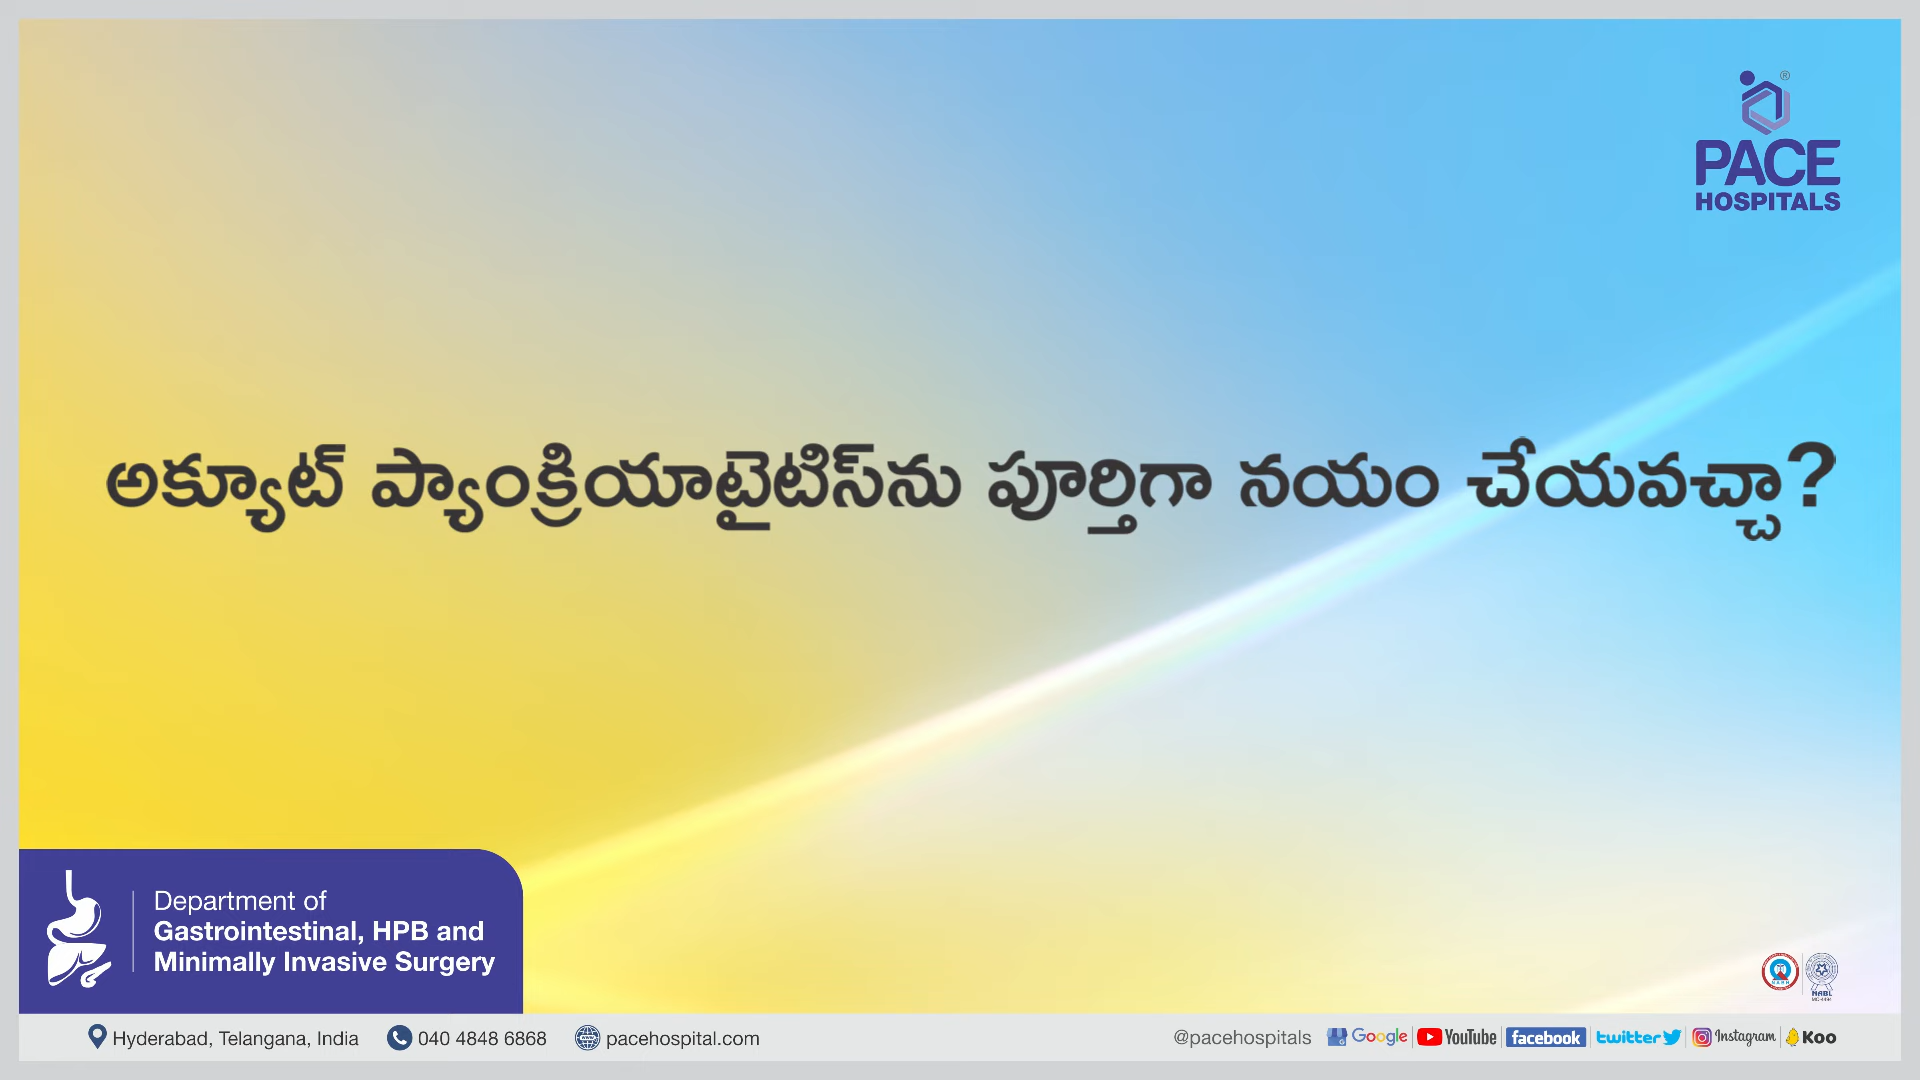 PACE
HOSPITALS
®
అక్యూట్ ప్యాంక్రియాటైటిస్‌ను పూర్తిగా నయం చేయవచ్చా?
Department of
Gastrointestinal, HPB and
Minimally Invasive Surgery
NABL
Hyderabad, Telangana, India 040 4848 6868 pacehospital.com @pacehospitals Google YouTube facebook twitter Instagram Koo